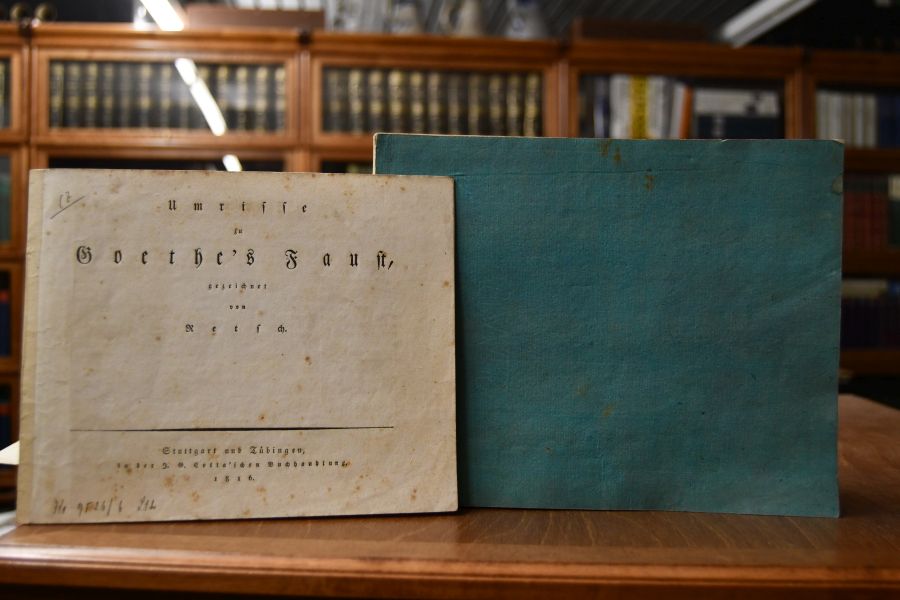 Umrisse
zu
Goethe's Faust,
gezeichnet
von
Retsch.
Stuttgart und Tübingen,
in der J. G. Cotta'schen Buchhandlung,
1816.